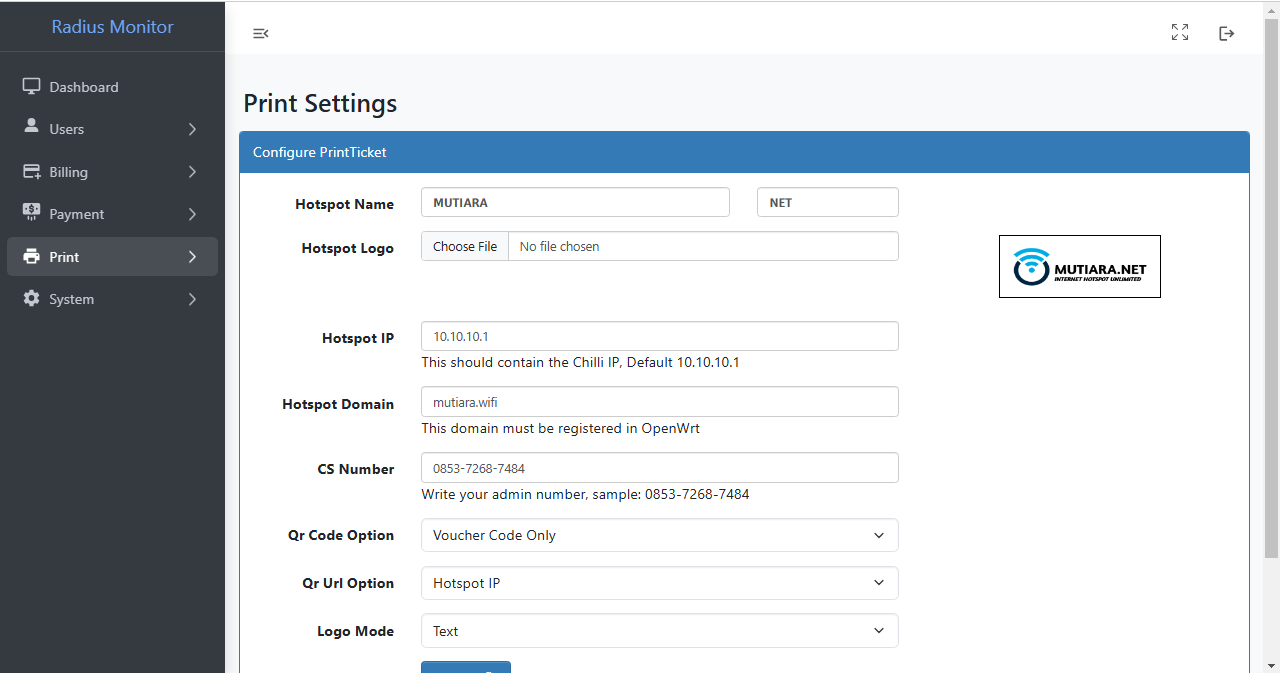 Radius Monitor
Dashboard
Users
Billing
Payment
Print
System
Print Settings
Configure PrintTicket
Hotspot Name MUTIARA NET
Hotspot Logo Choose File No file chosen
MUTIARA.NET
INTERNET HOTSPOT UNLIMITED
Hotspot IP 10.10.10.1
This should contain the Chilli IP, Default 10.10.10.1
Hotspot Domain mutiara.wifi
This domain must be registered in OpenWrt
CS Number 0853-7268-7484
Write your admin number, sample: 0853-7268-7484
Qr Code Option Voucher Code Only
Qr Url Option Hotspot IP
Logo Mode Text